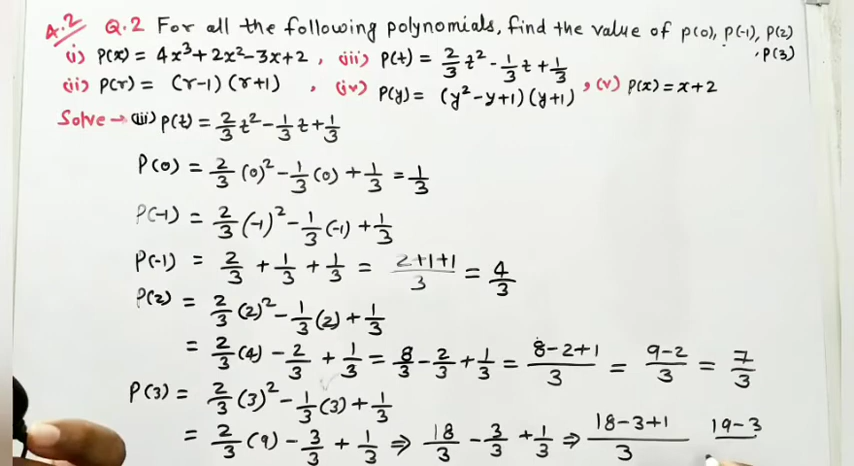 A.2 Q.2 For all the following polynomials, find the value of p(0), p(-1), p(2), p(3)
(i) P(x) = 4x³+2x²-3x+2 , (iii) P(t) = 2/3 t² - 1/3 t + 1/3
(ii) P(r) = (r-1)(r+1) , (iv) P(y) = (y²-y+1)(y+1) , (v) P(x) = x+2
Solve → (iii) P(t) = 2/3 t² - 1/3 t + 1/3
P(0) = 2/3 (0)² - 1/3 (0) + 1/3 = 1/3
P(-1) = 2/3 (-1)² - 1/3 (-1) + 1/3
P(-1) = 2/3 + 1/3 + 1/3 = 2+1+1/3 = 4/3
P(2) = 2/3 (2)² - 1/3 (2) + 1/3
= 2/3 (4) - 2/3 + 1/3 = 8/3 - 2/3 + 1/3 = 8-2+1/3 = 9-2/3 = 7/3
P(3) = 2/3 (3)² - 1/3 (3) + 1/3
= 2/3 (9) - 3/3 + 1/3 ⇒ 18/3 - 3/3 + 1/3 ⇒ 18-3+1/3 19-3